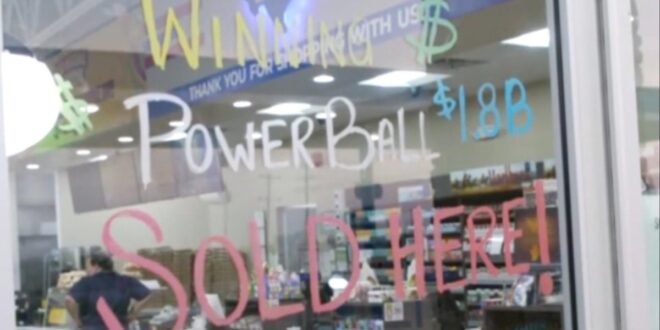 WINNING $
THANK YOU FOR SHOPPING WITH US
$ POWERBALL $1.8B
SOLD HERE!